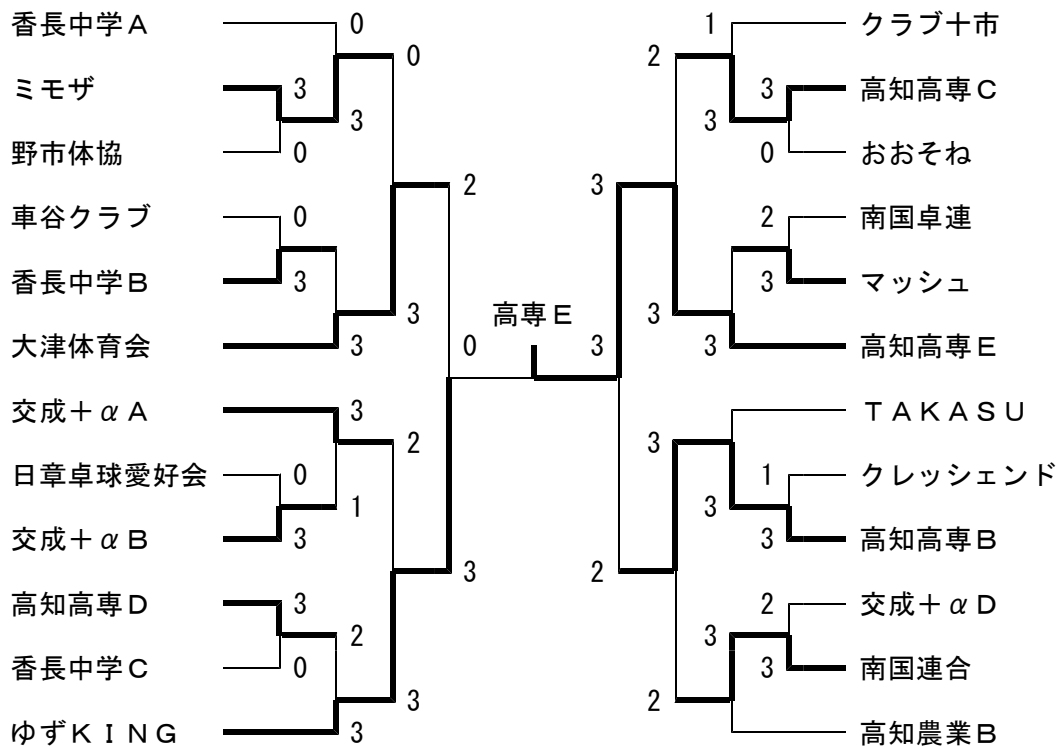 香長中学A 0 1 クラブ十市
0 2
ミモザ 3 3 高知高専C
3 3
野市体協 0 0 おおそね
2 3
車谷クラブ 0 2 南国卓連
香長中学B 3 3 マッシュ
3 高専E 3
大津体育会 3 0 3 3 高知高専E
交成+αA 3 TAKASU
2 3
日章卓球愛好会 0 1 クレッシェンド
1 3
交成+αB 3 3 高知高専B
3 2
高知高専D 3 2 交成+αD
2 3
香長中学C 0 3 南国連合
3 2
ゆずKING 3 高知農業B